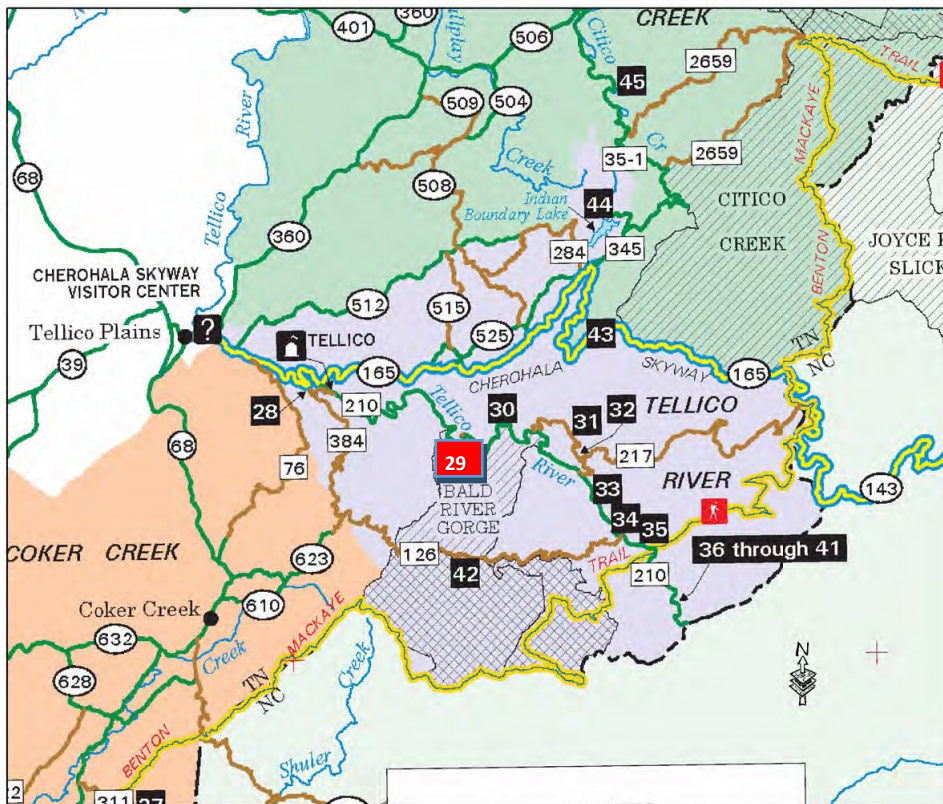 360
401
Tellico
506
Citico
CREEK
TRAIL
45
2659
509
504
River
MACKAYE
Cr
68
Creek
35-1
2659
508
Tellico
Indian
Boundary Lake
44
CITICO
CREEK
360
284
345
JOYCE K
SLICK
CHEROHALA SKYWAY
VISITOR CENTER
BENTON
512
515
?
Tellico Plains
TELLICO
525
43
TN
NC
39
165
CHEROHALA
SKYWAY
165
28
210
Tellico
30
31
32
TELLICO
384
68
29
217
76
River
RIVER
143
BALD
RIVER
GORGE
33
34
35
COKER CREEK
623
126
42
TRAIL
36 through 41
210
610
Coker Creek
632
MACKAYE
N
Creek
TN
NC
628
Creek
BENTON
Shuler
22
311
37